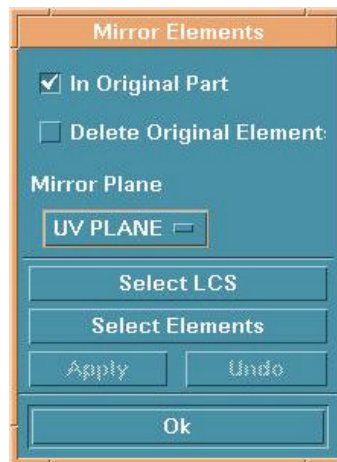 Mirror Elements
In Original Part
Delete Original Element
Mirror Plane
UV PLANE
Select LCS
Select Elements
Apply Undo
Ok